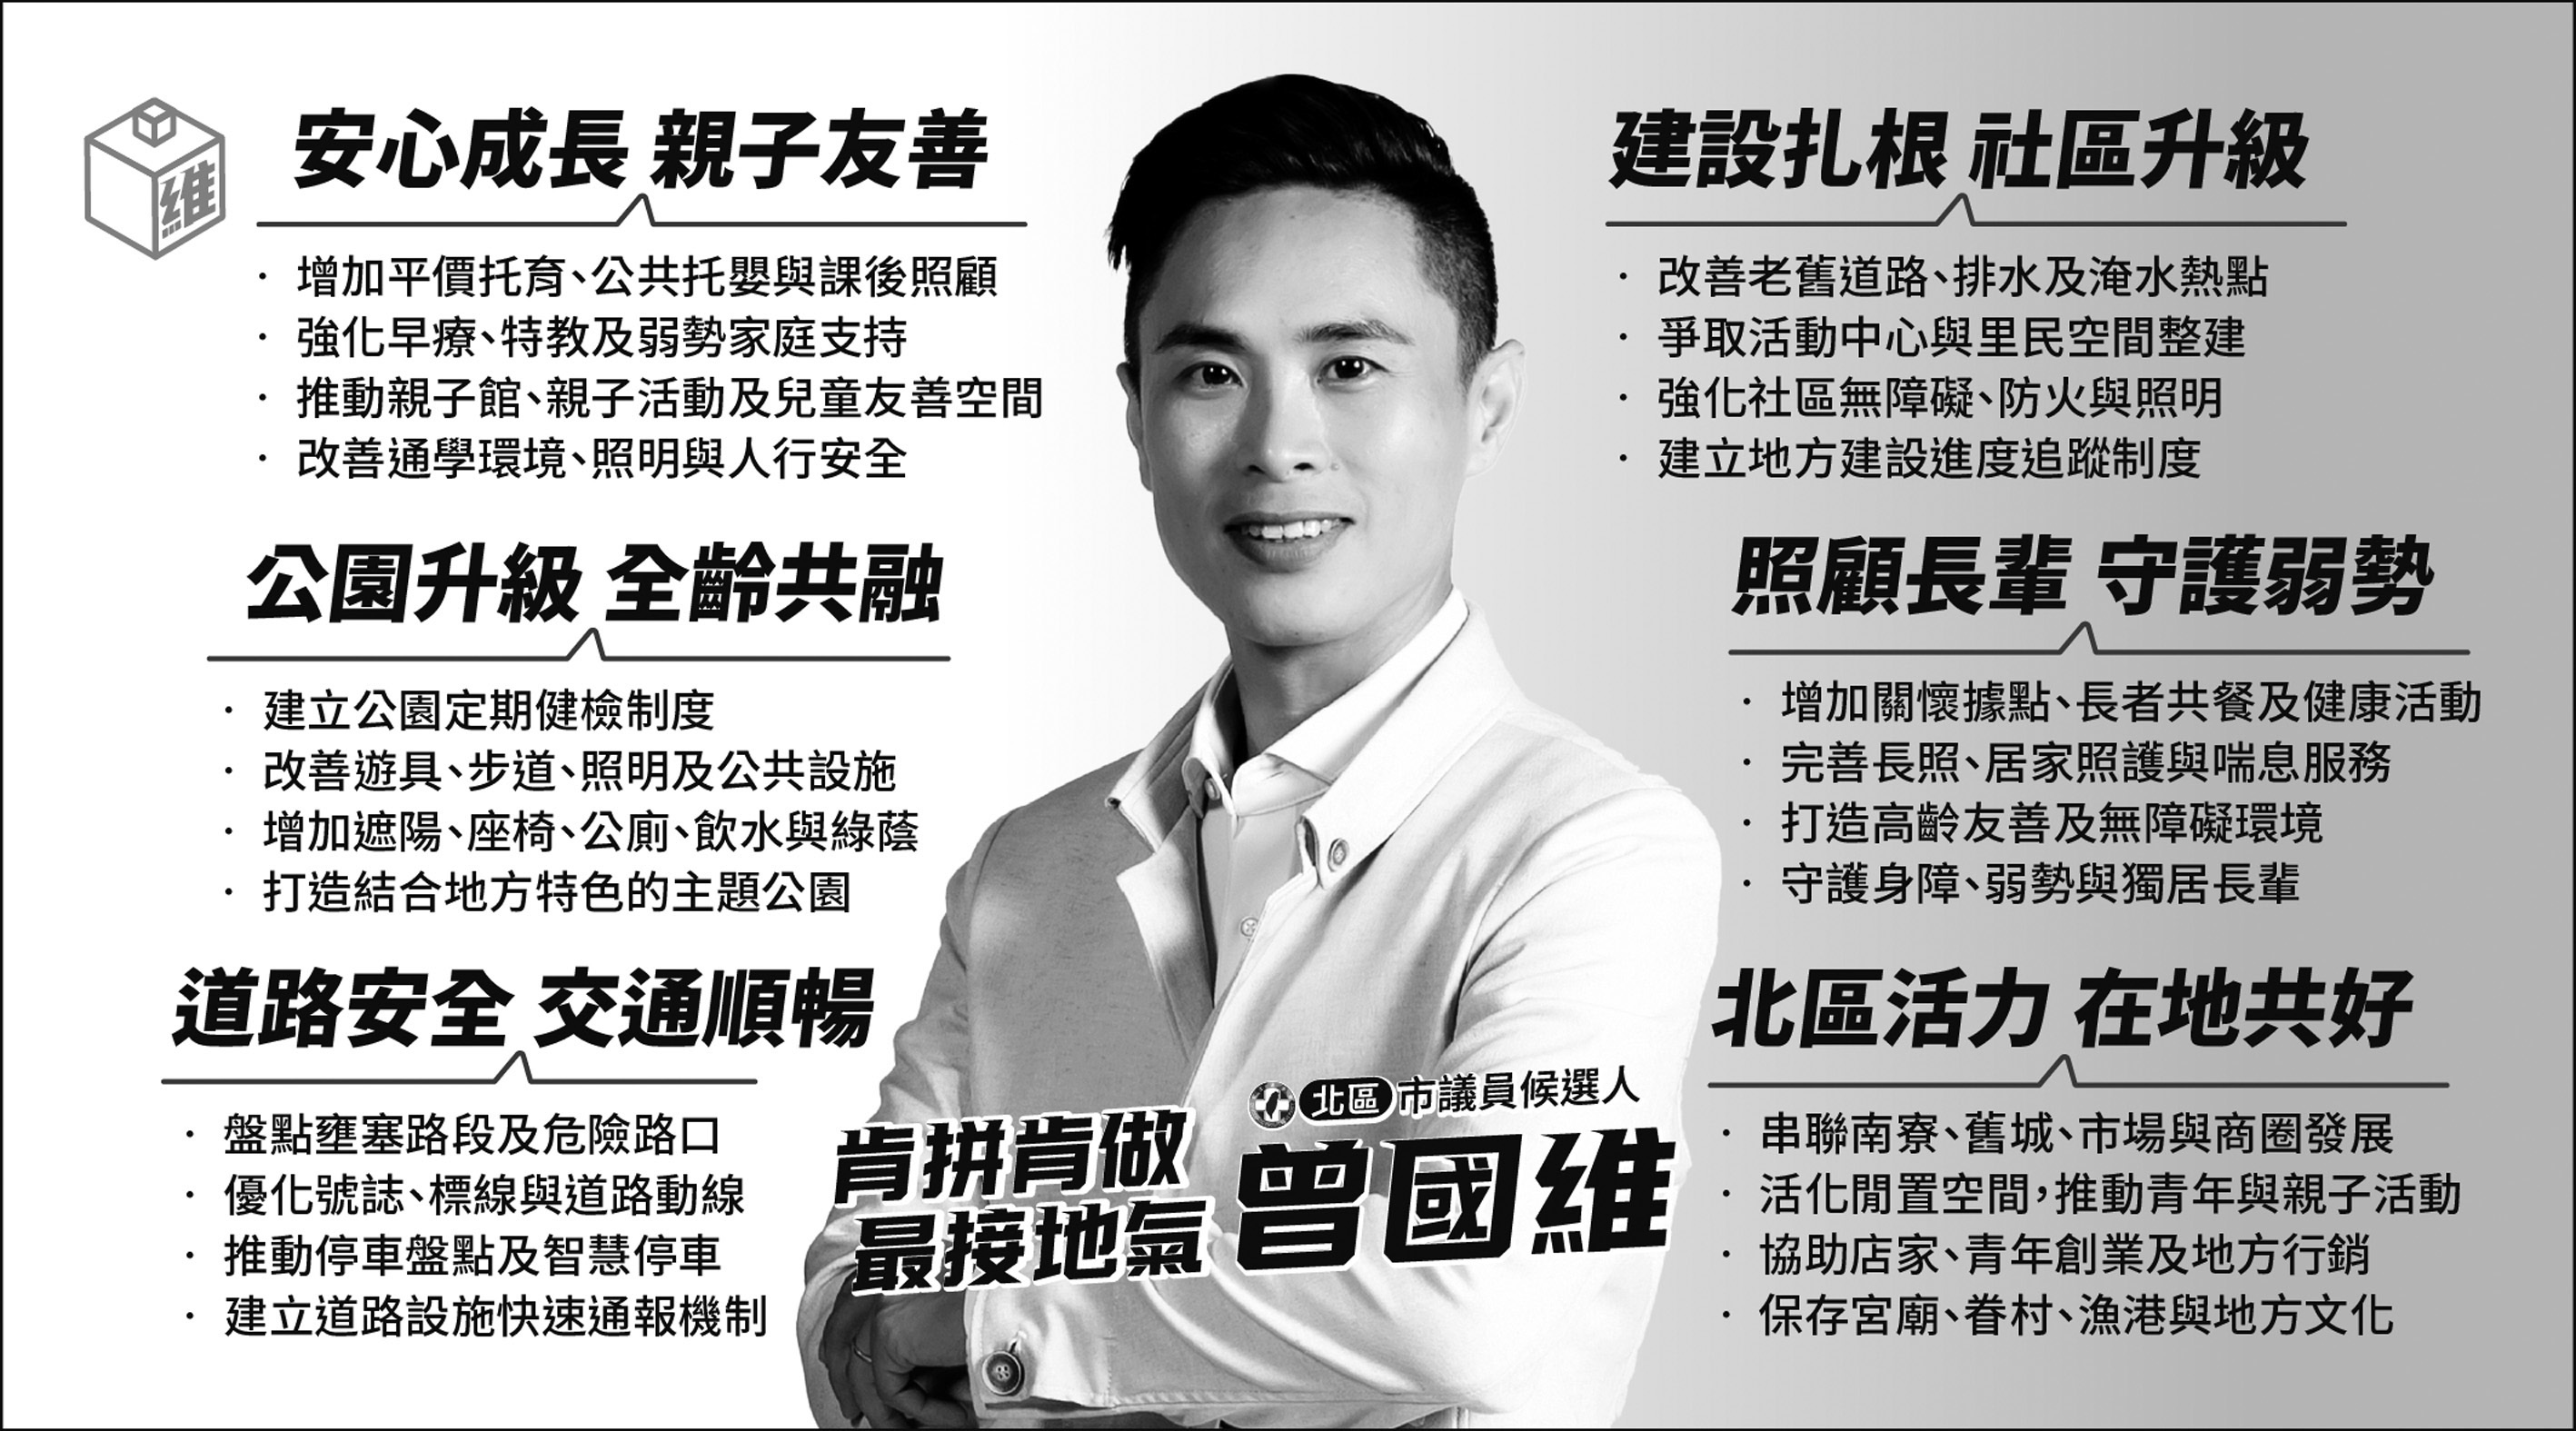 維
安心成長 親子友善
· 增加平價托育、公共托嬰與課後照顧
· 強化早療、特教及弱勢家庭支持
· 推動親子館、親子活動及兒童友善空間
· 改善通學環境、照明與人行安全
公園升級 全齡共融
· 建立公園定期健檢制度
· 改善遊具、步道、照明及公共設施
· 增加遮陽、座椅、公廁、飲水與綠蔭
· 打造結合地方特色的主題公園
道路安全 交通順暢
· 盤點壅塞路段及危險路口
· 優化號誌、標線與道路動線
· 推動停車盤點及智慧停車
· 建立道路設施快速通報機制
建設扎根 社區升級
· 改善老舊道路、排水及淹水熱點
· 爭取活動中心與里民空間整建
· 強化社區無障礙、防火與照明
· 建立地方建設進度追蹤制度
照顧長輩 守護弱勢
· 增加關懷據點、長者共餐及健康活動
· 完善長照、居家照護與喘息服務
· 打造高齡友善及無障礙環境
· 守護身障、弱勢與獨居長輩
北區活力 在地共好
· 串聯南寮、舊城、市場與商圈發展
· 活化閒置空間，推動青年與親子活動
· 協助店家、青年創業及地方行銷
· 保存宮廟、眷村、漁港與地方文化
北區 市議員候選人
肯拼肯做
最接地氣
曾國維